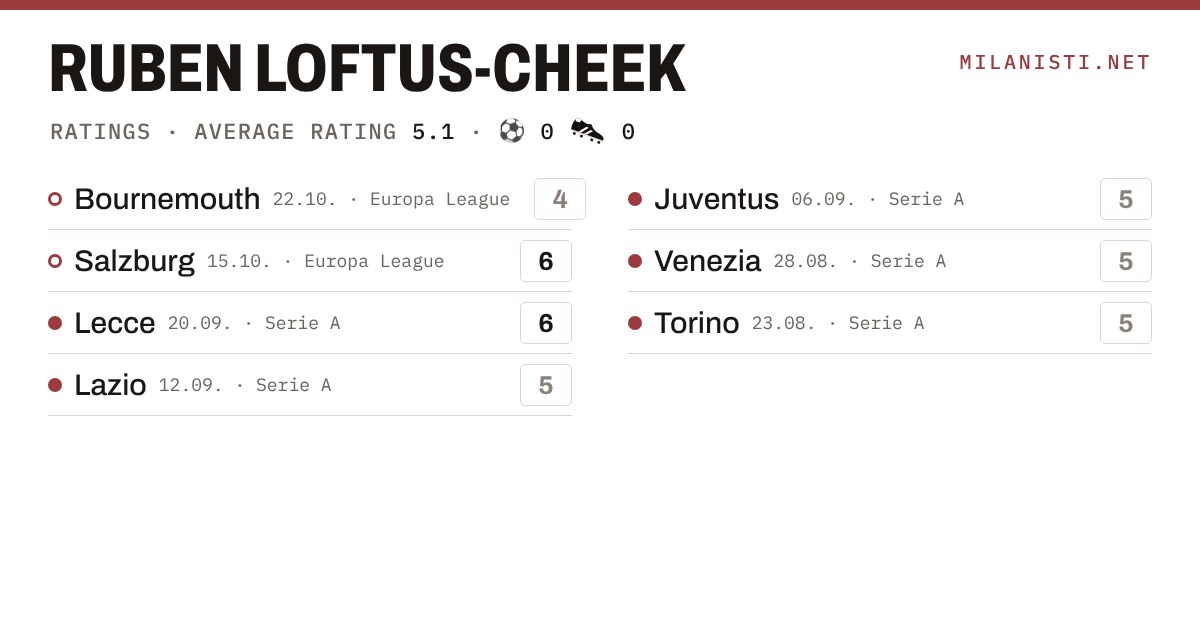 RUBEN LOFTUS-CHEEK
MILANISTI.NET
RATINGS · AVERAGE RATING 5.1 · ⚽ 0 0
Bournemouth 22.10. · Europa League 4
Salzburg 15.10. · Europa League 6
Lecce 20.09. · Serie A 6
Lazio 12.09. · Serie A 5
Juventus 06.09. · Serie A 5
Venezia 28.08. · Serie A 5
Torino 23.08. · Serie A 5